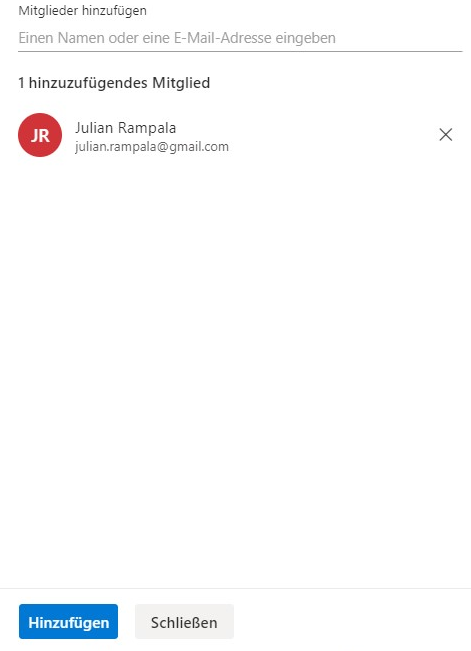 Mitglieder hinzufügen
Einen Namen oder eine E-Mail-Adresse eingeben
1 hinzuzufügendes Mitglied
JR
Julian Rampala
julian.rampala@gmail.com
Hinzufügen
Schließen